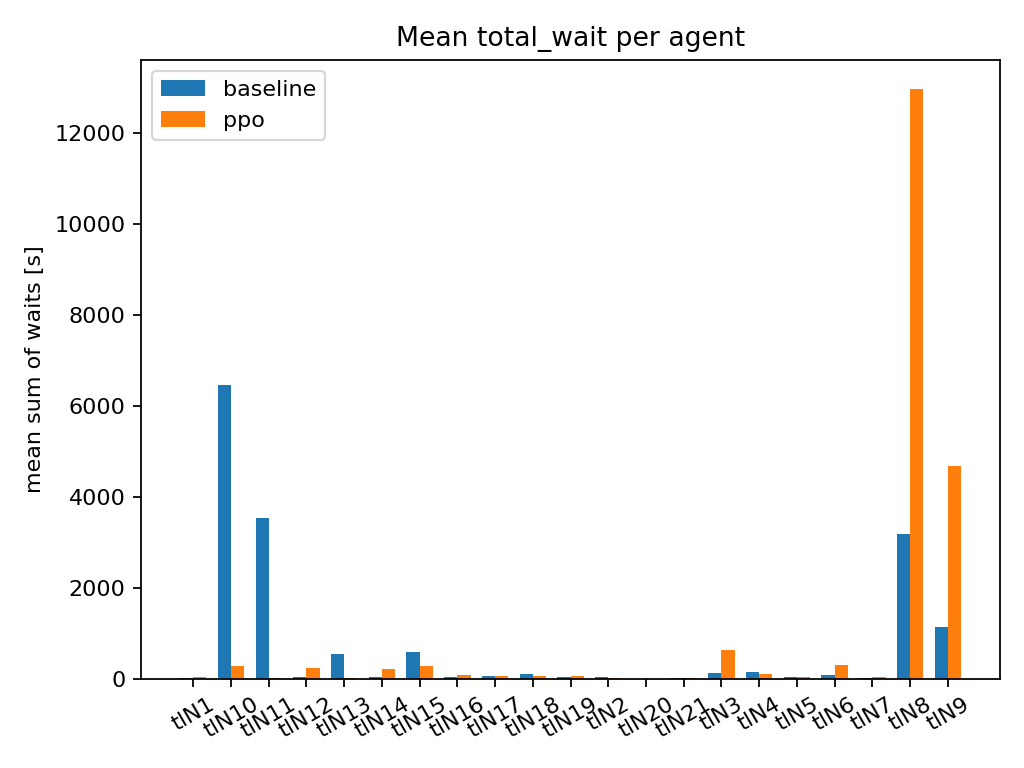 Mean total_wait per agent
baseline
ppo
mean sum of waits [s]
12000
10000
8000
6000
4000
2000
0
tlN1 tlN10 tlN11 tlN12 tlN13 tlN14 tlN15 tlN16 tlN17 tlN18 tlN19 tlN2 tlN20 tlN21 tlN3 tlN4 tlN5 tlN6 tlN7 tlN8 tlN9